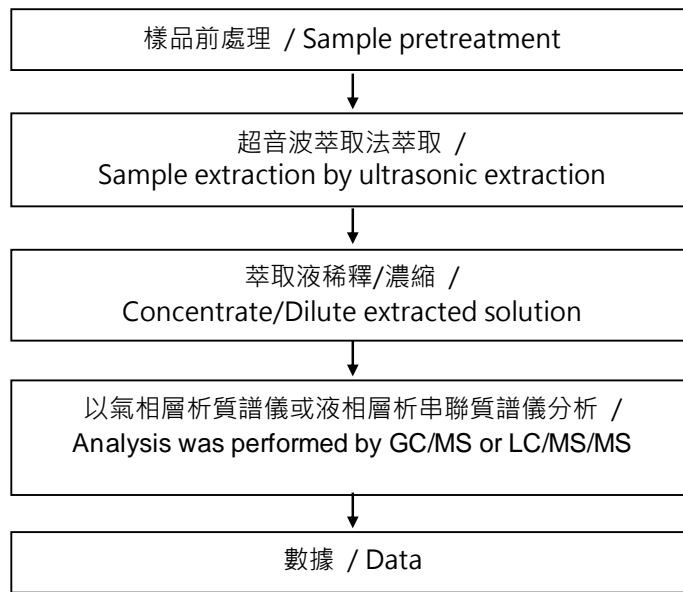 樣品前處理 / Sample pretreatment
超音波萃取法萃取 /
Sample extraction by ultrasonic extraction
萃取液稀釋/濃縮 /
Concentrate/Dilute extracted solution
以氣相層析質譜儀或液相層析串聯質譜儀分析 /
Analysis was performed by GC/MS or LC/MS/MS
數據 / Data